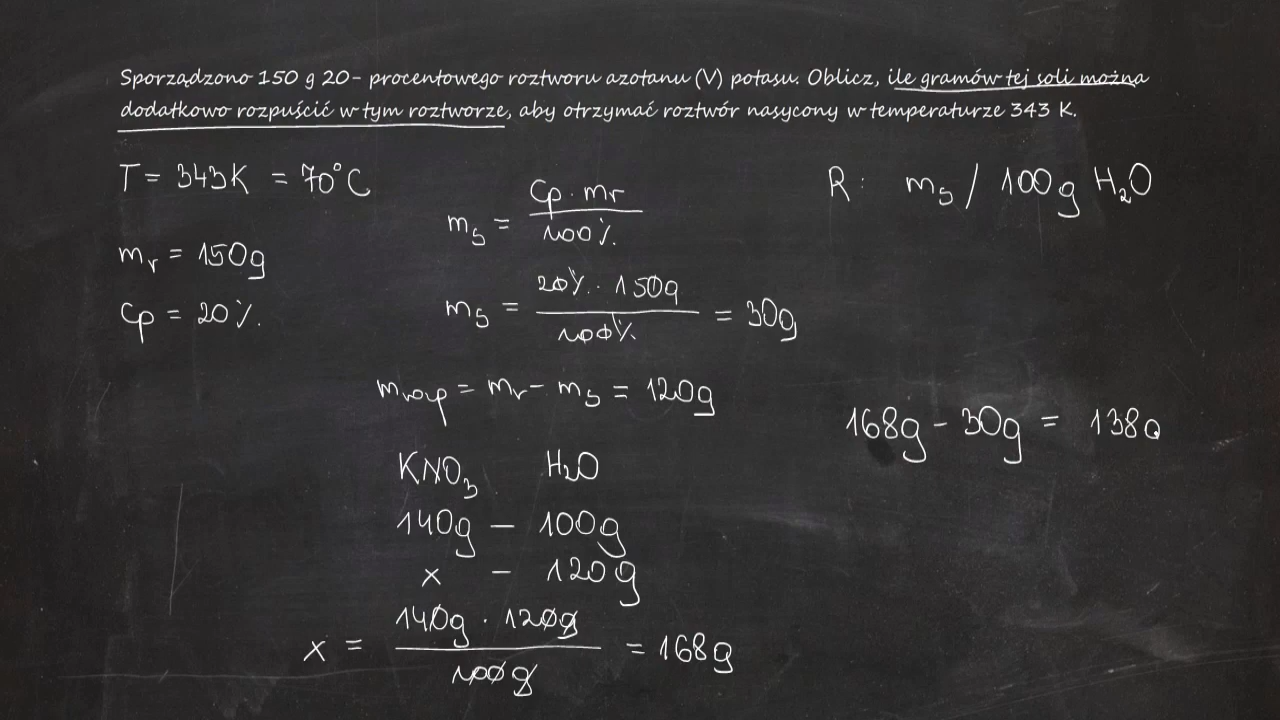 Sporządzono 150 g 20- procentowego roztworu azotanu (V) potasu. Oblicz, ile gramów tej soli można
dodatkowo rozpuścić w tym roztworze, aby otrzymać roztwór nasycony w temperaturze 343 K.
T = 343K = 70°C
mr = 150g
Cp = 20%
ms = Cp · mr / 100%
ms = 20% · 150g / 100% = 30g
mrozp = mr - ms = 120g
KNO3 H2O
140g - 100g
x - 120g
x = 140g · 120g / 100g = 168g
R: ms / 100g H2O
168g - 30g = 138g